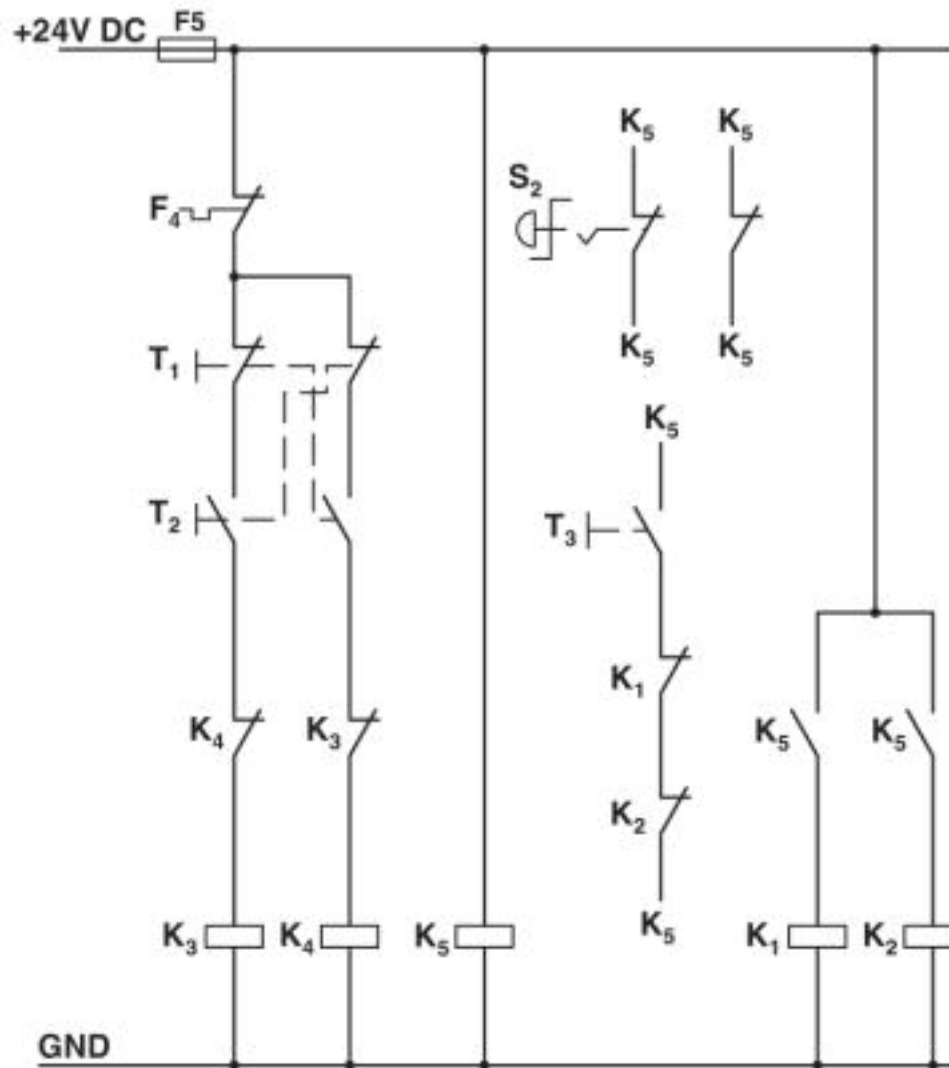 +24V DC
F5
K5 K5
S2
F4
K5 K5
T1
K5
T2
T3
K1
K4 K3 K5 K5
K2
K5
K3 K4 K5 K1 K2
GND